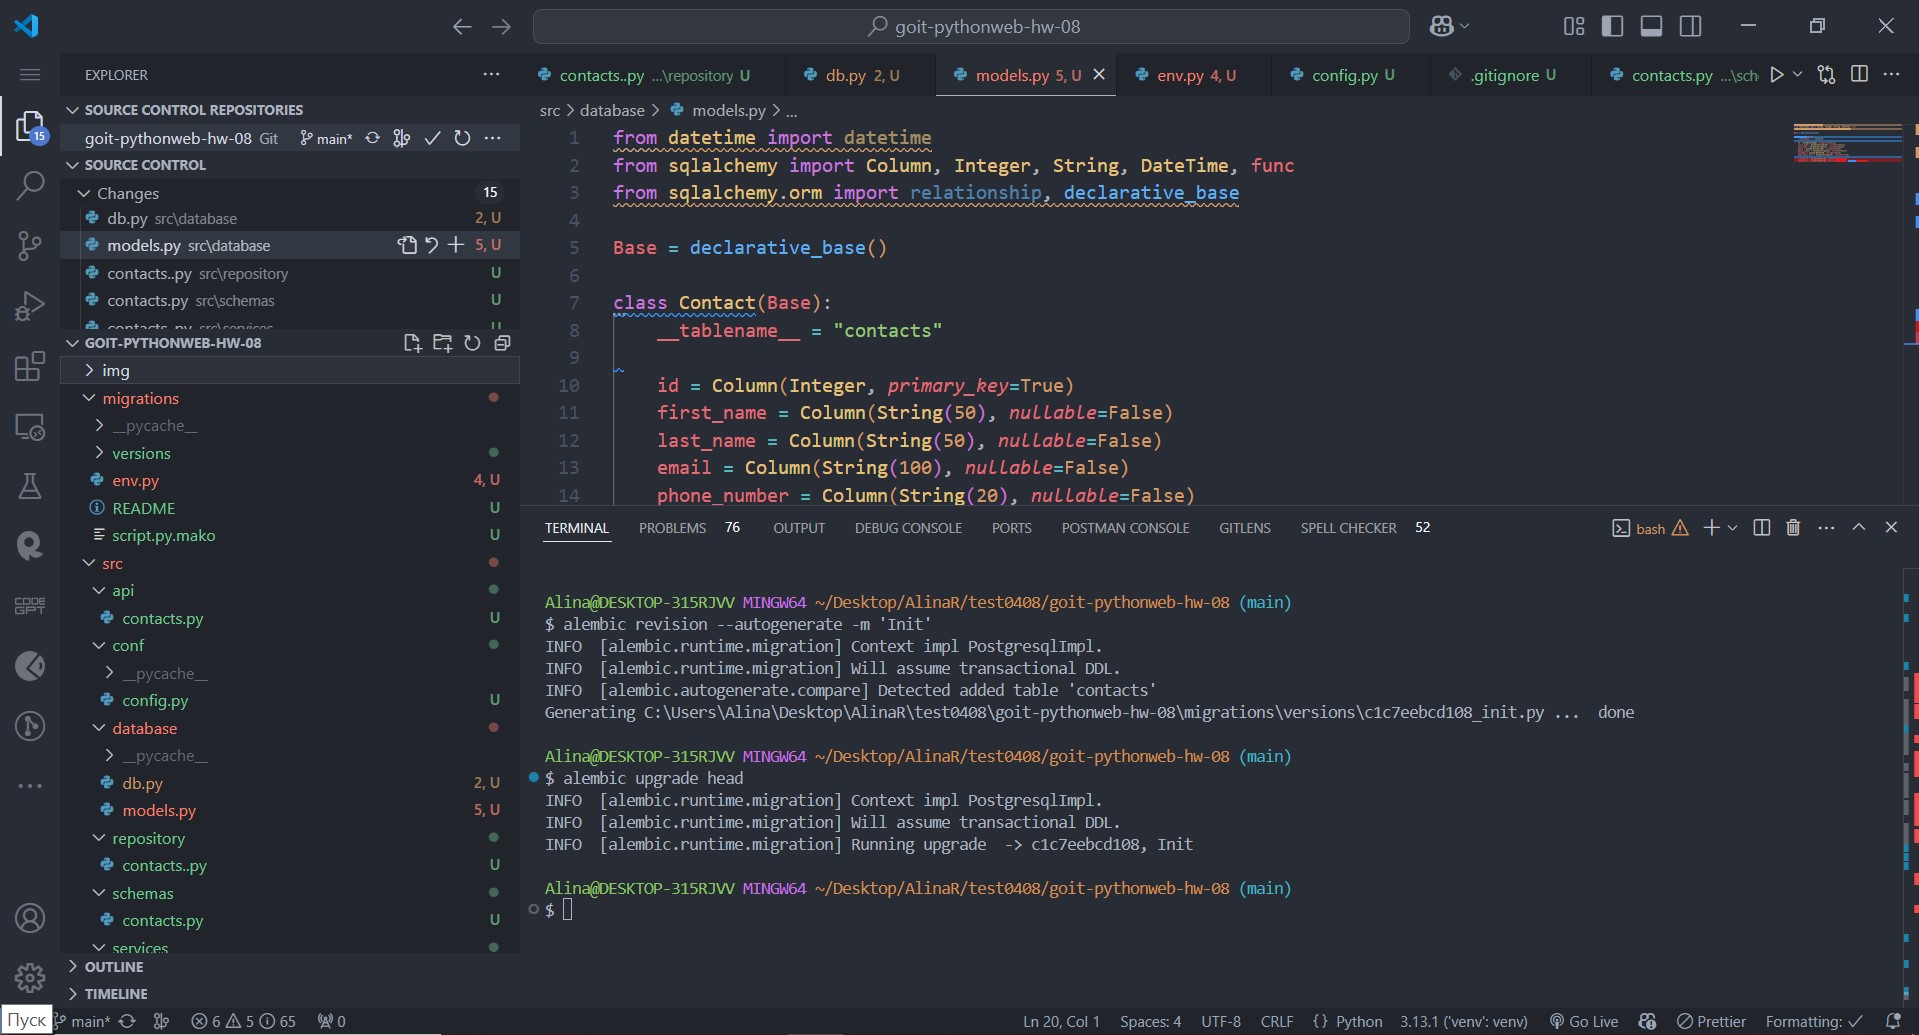 goit-pythonweb-hw-08
EXPLORER
SOURCE CONTROL REPOSITORIES
goit-pythonweb-hw-08 Git main*
SOURCE CONTROL
Changes 15
db.py src\database 2, U
models.py src\database 5, U
contacts..py src\repository U
contacts.py src\schemas U
contacts.py src\services U
GOIT-PYTHONWEB-HW-08
img
migrations
__pycache__
versions
env.py 4, U
README U
script.py.mako U
src
api
contacts.py U
conf
__pycache__
config.py U
database
__pycache__
db.py 2, U
models.py 5, U
repository
contacts..py U
schemas
contacts.py U
services
OUTLINE
TIMELINE
15
contacts..py ...\repository U db.py 2, U models.py 5, U env.py 4, U config.py U .gitignore U contacts.py ...\sch
src > database > models.py > ...
1 from datetime import datetime
2 from sqlalchemy import Column, Integer, String, DateTime, func
3 from sqlalchemy.orm import relationship, declarative_base
4
5 Base = declarative_base()
6
7 class Contact(Base):
8 __tablename__ = "contacts"
9
10 id = Column(Integer, primary_key=True)
11 first_name = Column(String(50), nullable=False)
12 last_name = Column(String(50), nullable=False)
13 email = Column(String(100), nullable=False)
14 phone_number = Column(String(20), nullable=False)
TERMINAL PROBLEMS 76 OUTPUT DEBUG CONSOLE PORTS POSTMAN CONSOLE GITLENS SPELL CHECKER 52 bash
Alina@DESKTOP-315RJVV MINGW64 ~/Desktop/AlinaR/test0408/goit-pythonweb-hw-08 (main)
$ alembic revision --autogenerate -m 'Init'
INFO [alembic.runtime.migration] Context impl PostgresqlImpl.
INFO [alembic.runtime.migration] Will assume transactional DDL.
INFO [alembic.autogenerate.compare] Detected added table 'contacts'
Generating C:\Users\Alina\Desktop\AlinaR\test0408\goit-pythonweb-hw-08\migrations\versions\c1c7eebcd108_init.py ... done
Alina@DESKTOP-315RJVV MINGW64 ~/Desktop/AlinaR/test0408/goit-pythonweb-hw-08 (main)
$ alembic upgrade head
INFO [alembic.runtime.migration] Context impl PostgresqlImpl.
INFO [alembic.runtime.migration] Will assume transactional DDL.
INFO [alembic.runtime.migration] Running upgrade -> c1c7eebcd108, Init
Alina@DESKTOP-315RJVV MINGW64 ~/Desktop/AlinaR/test0408/goit-pythonweb-hw-08 (main)
$
CODE
GPT
Пуск main* 6 5 65 0 Ln 20, Col 1 Spaces: 4 UTF-8 CRLF {} Python 3.13.1 ('venv': venv) Go Live Prettier Formatting: